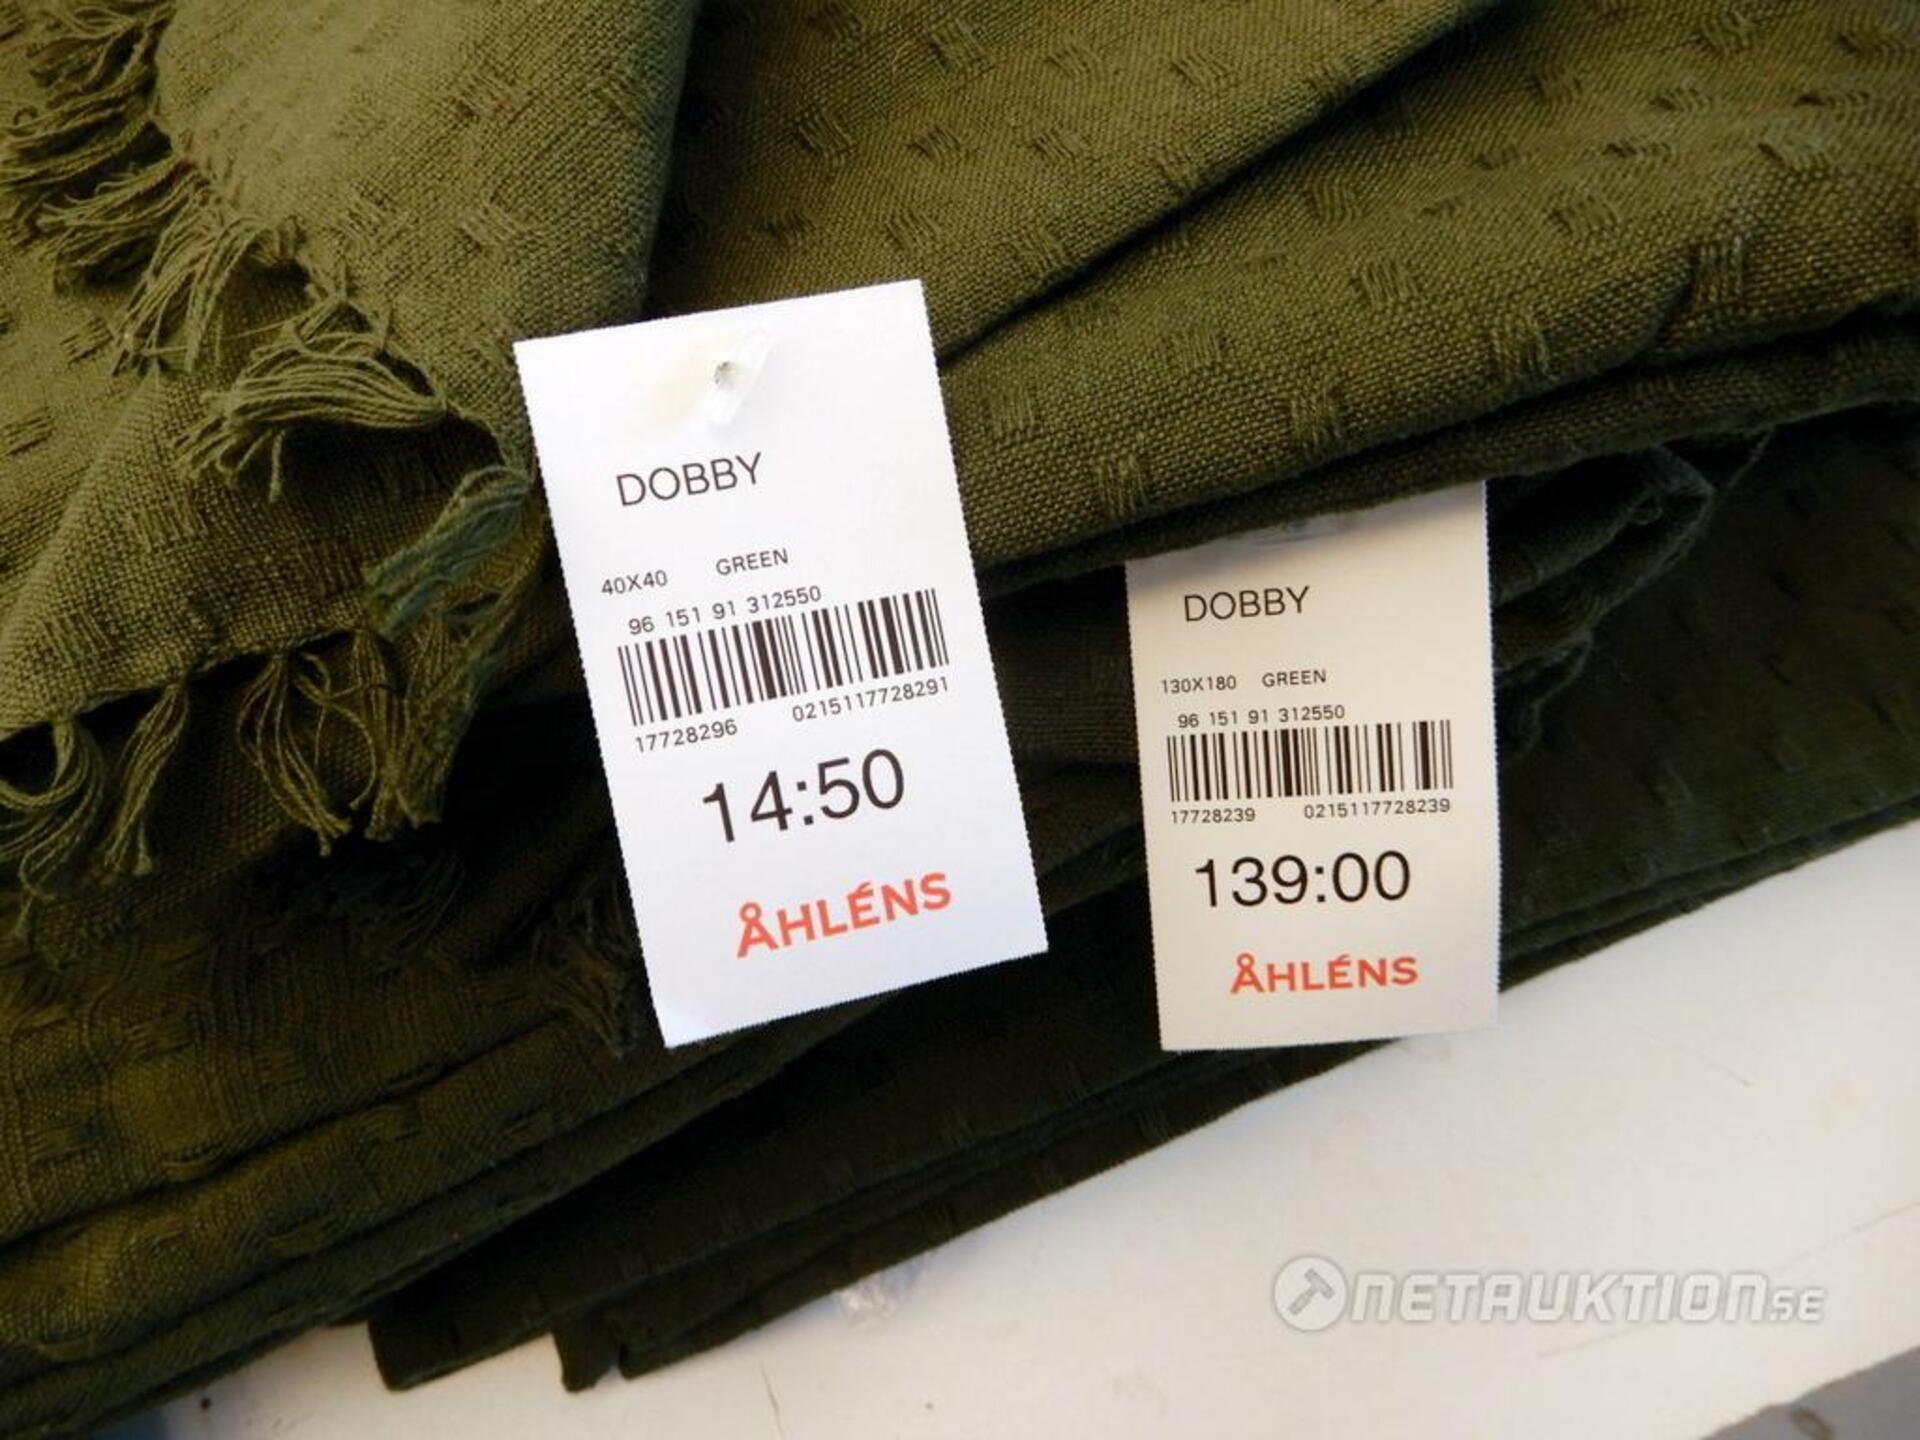 DOBBY
40X40 GREEN
96 151 91 312550
17728296 0215117728291
14:50
ÅHLÉNS
DOBBY
130X180 GREEN
96 151 91 312550
17728239 0215117728239
139:00
ÅHLÉNS
NETAUKTION.SE